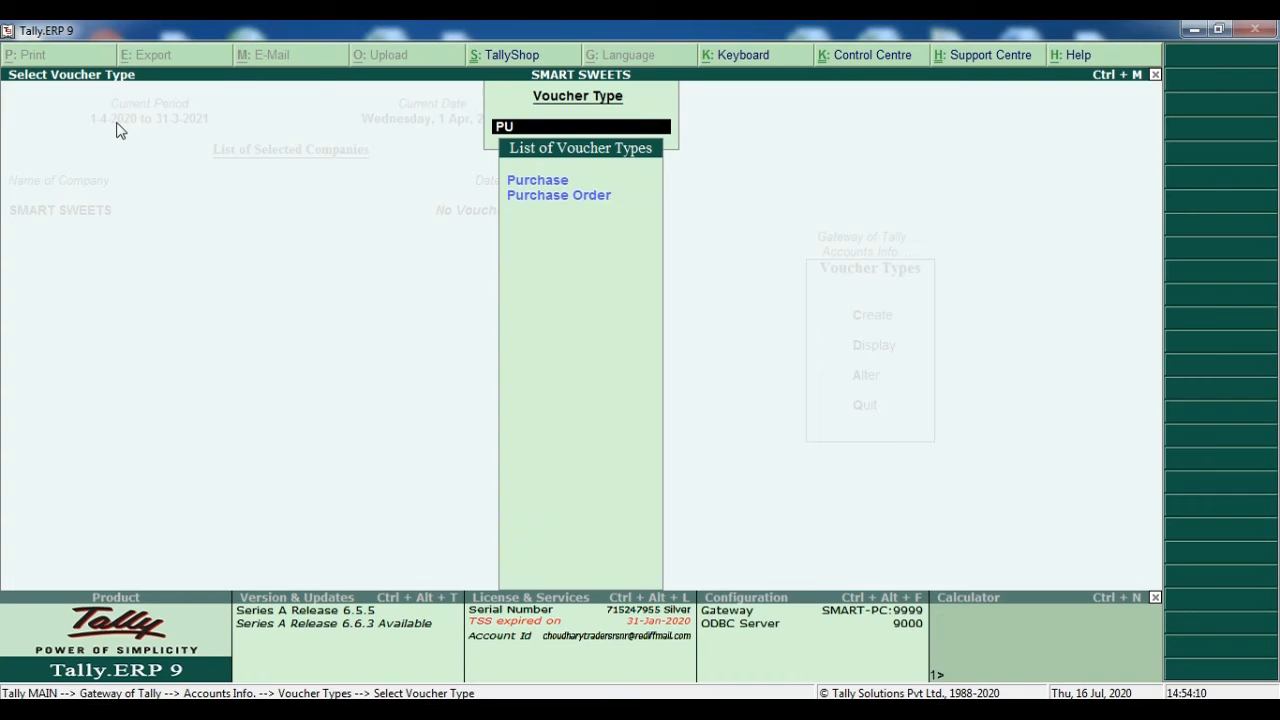 Tally.ERP 9
P: Print
E: Export
M: E-Mail
O: Upload
S: TallyShop
G: Language
K: Keyboard
K: Control Centre
H: Support Centre
H: Help
Select Voucher Type
SMART SWEETS
Ctrl + M
Current Period
1-4-2020 to 31-3-2021
Current Date
Wednesday, 1 Apr, 2
List of Selected Companies
Name of Company
Date
SMART SWEETS
No Vouch
Voucher Type
PU
List of Voucher Types
Purchase
Purchase Order
Gateway of Tally......
Accounts Info......
Voucher Types
Create
Display
Alter
Quit
Product
Tally
POWER OF SIMPLICITY
Tally.ERP 9
Version & Updates Ctrl + Alt + T
Series A Release 6.5.5
Series A Release 6.6.3 Available
License & Services Ctrl + Alt + L
Serial Number 715247955 Silver
TSS expired on 31-Jan-2020
Account Id choudharytradersrsnr@rediffmail.com
Configuration Ctrl + Alt + F
Gateway SMART-PC:9999
ODBC Server 9000
Calculator Ctrl + N
1>
Tally MAIN --> Gateway of Tally --> Accounts Info. --> Voucher Types --> Select Voucher Type
© Tally Solutions Pvt Ltd., 1988-2020
Thu, 16 Jul, 2020
14:54:10